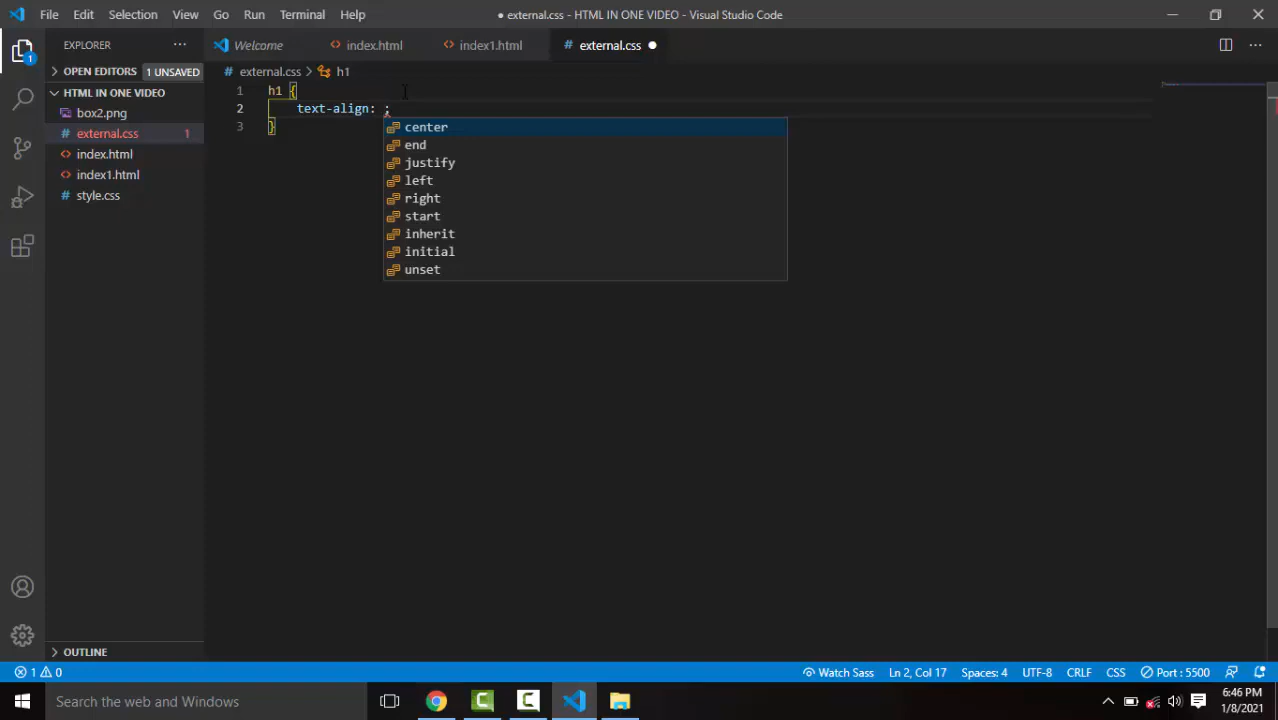 File Edit Selection View Go Run Terminal Help ● external.css - HTML IN ONE VIDEO - Visual Studio Code
EXPLORER ... Welcome index.html index1.html external.css
OPEN EDITORS 1 UNSAVED
external.css > h1
HTML IN ONE VIDEO
box2.png
external.css 1
index.html
index1.html
style.css
1 h1 {
2 text-align: ;
3 }
center
end
justify
left
right
start
inherit
initial
unset
OUTLINE
1 0 Watch Sass Ln 2, Col 17 Spaces: 4 UTF-8 CRLF CSS Port : 5500
Search the web and Windows
6:46 PM
1/8/2021